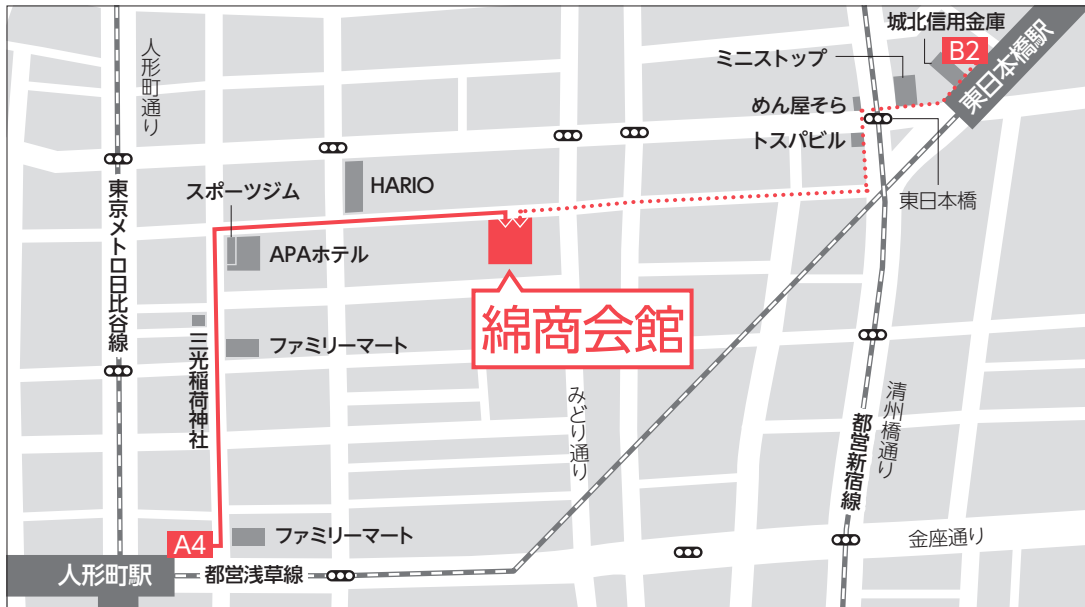 城北信用金庫
B2
東日本橋駅
ミニストップ
人形町通り
めん屋そら
トスパビル
東日本橋
スポーツジム
HARIO
東京メトロ日比谷線
APAホテル
綿商会館
三光稲荷神社
ファミリーマート
みどり通り
清州橋通り
都営新宿線
A4
ファミリーマート
金座通り
人形町駅
都営浅草線